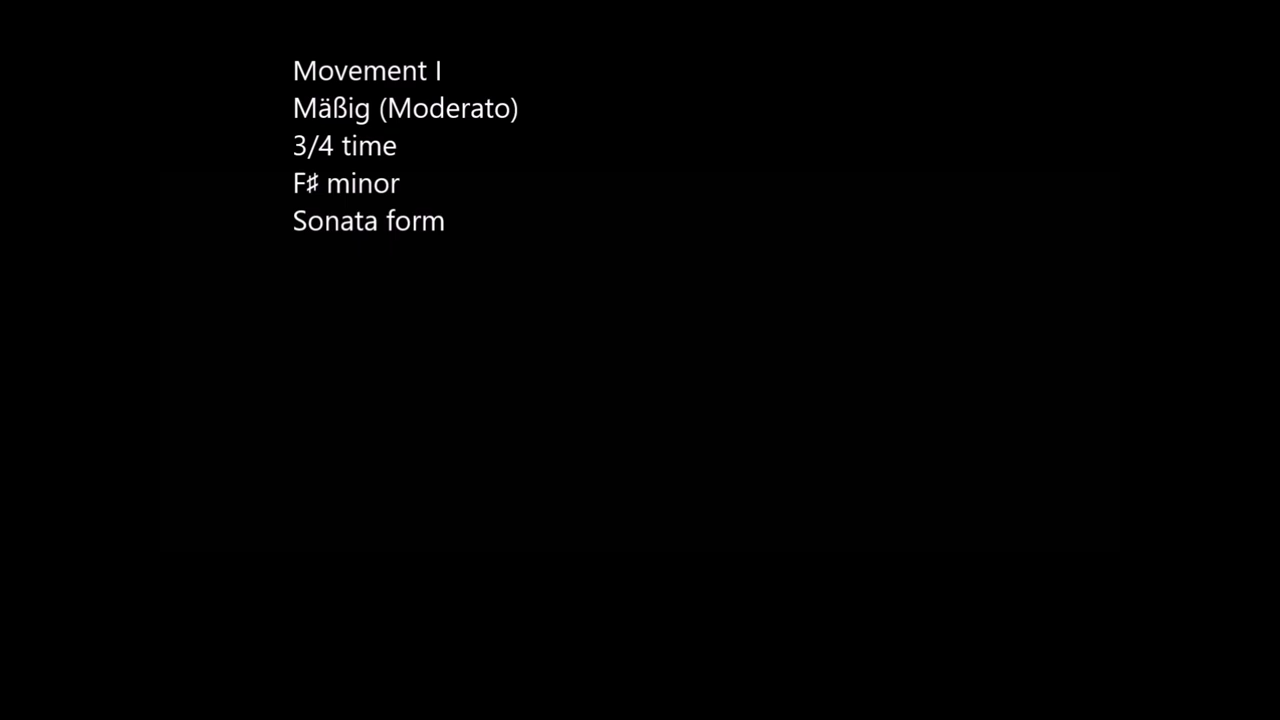 Movement I
Mäßig (Moderato)
3/4 time
F♯ minor
Sonata form